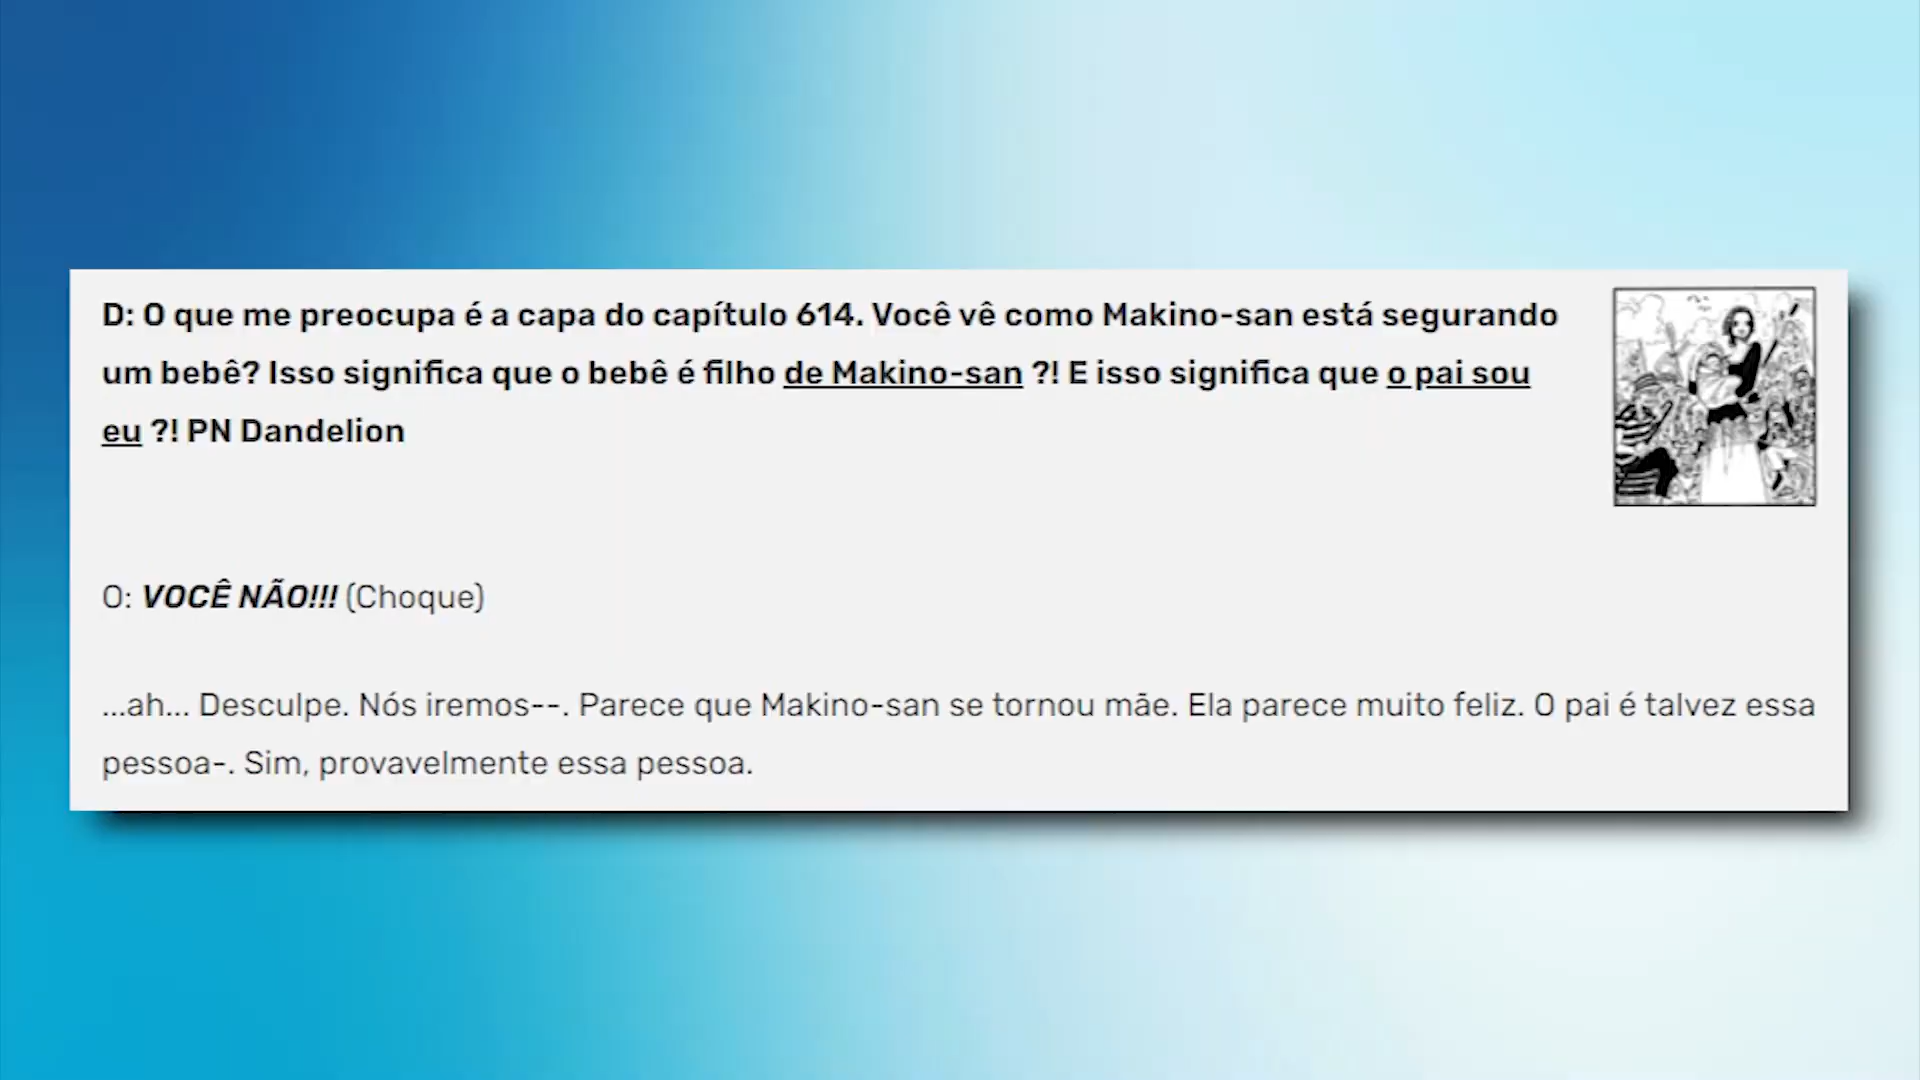 D: O que me preocupa é a capa do capítulo 614. Você vê como Makino-san está segurando
um bebê? Isso significa que o bebê é filho de Makino-san ?! E isso significa que o pai sou
eu ?! PN Dandelion
O: VOCÊ NÃO!!! (Choque)
...ah... Desculpe. Nós iremos--. Parece que Makino-san se tornou mãe. Ela parece muito feliz. O pai é talvez essa
pessoa-. Sim, provavelmente essa pessoa.